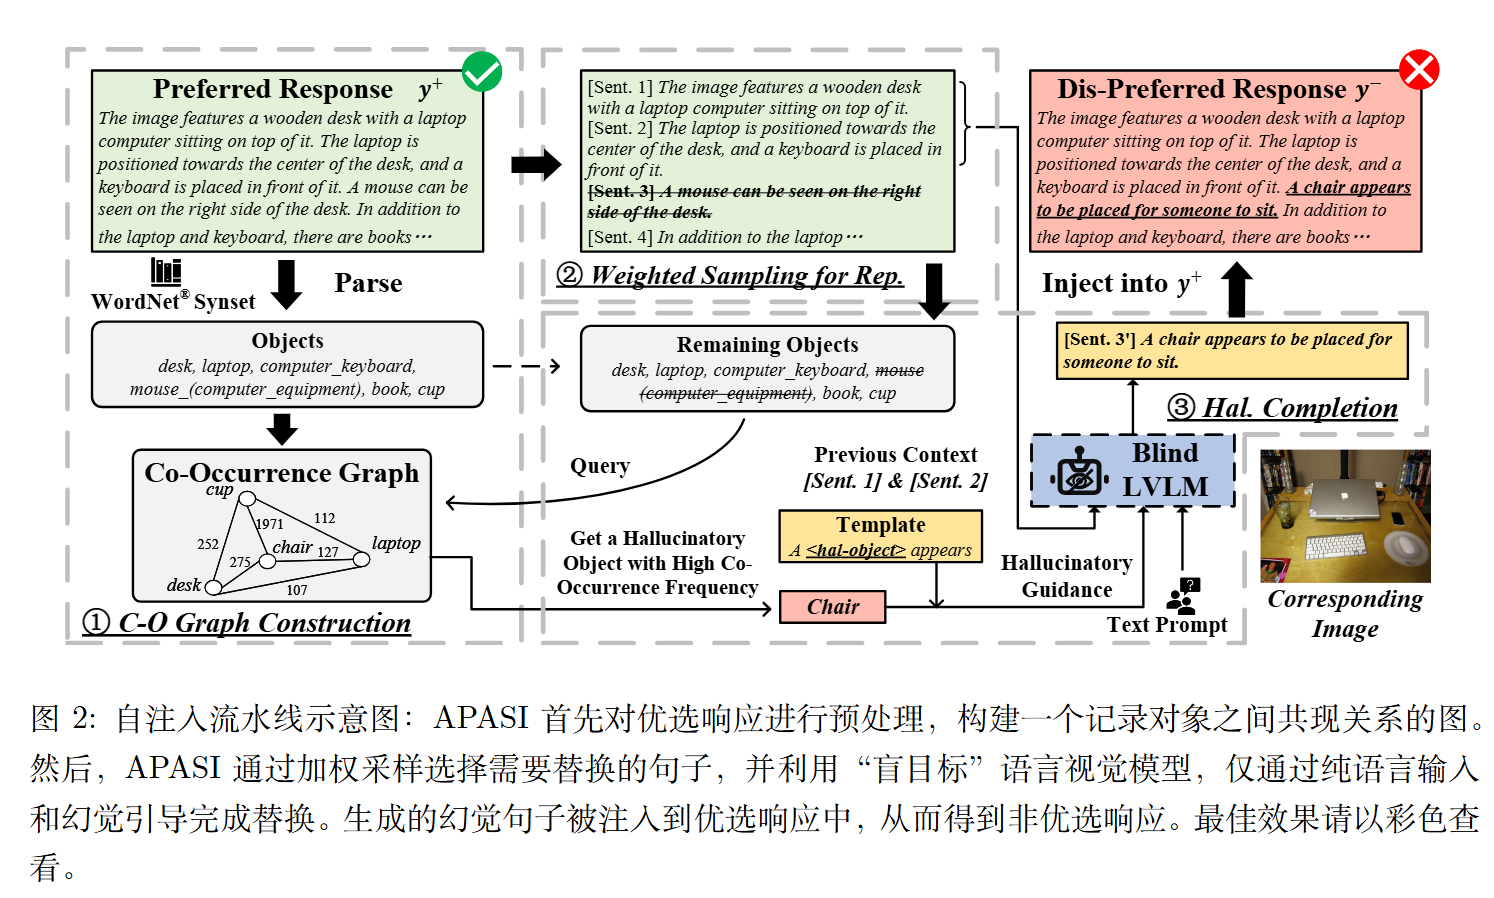 Preferred Response y⁺
The image features a wooden desk with a laptop
computer sitting on top of it. The laptop is
positioned towards the center of the desk, and a
keyboard is placed in front of it. A mouse can be
seen on the right side of the desk. In addition to
the laptop and keyboard, there are books ···
WordNet® Synset
Parse
Objects
desk, laptop, computer_keyboard,
mouse_(computer_equipment), book, cup
Co-Occurrence Graph
cup
1971
112
252
chair
laptop
275
127
desk
107
① C-O Graph Construction
[Sent. 1] The image features a wooden desk
with a laptop computer sitting on top of it.
[Sent. 2] The laptop is positioned towards the
center of the desk, and a keyboard is placed in
front of it.
[Sent. 3] A mouse can be seen on the right
side of the desk.
[Sent. 4] In addition to the laptop ···
② Weighted Sampling for Rep.
Remaining Objects
desk, laptop, computer_keyboard, mouse
(computer_equipment), book, cup
Query
Previous Context
[Sent. 1] & [Sent. 2]
Get a Hallucinatory
Object with High Co-
Occurrence Frequency
Template
A <hal-object> appears
Chair
Hallucinatory
Guidance
Text Prompt
?
Blind
LVLM
Dis-Preferred Response y⁻
The image features a wooden desk with a laptop
computer sitting on top of it. The laptop is
positioned towards the center of the desk, and a
keyboard is placed in front of it. A chair appears
to be placed for someone to sit. In addition to
the laptop and keyboard, there are books ···
Inject into y⁺
[Sent. 3'] A chair appears to be placed for
someone to sit.
③ Hal. Completion
Corresponding
Image
图 2: 自注入流水线示意图：APASI 首先对优选响应进行预处理，构建一个记录对象之间共现关系的图。
然后，APASI 通过加权采样选择需要替换的句子，并利用“盲目标”语言视觉模型，仅通过纯语言输入
和幻觉引导完成替换。生成的幻觉句子被注入到优选响应中，从而得到非优选响应。最佳效果请以彩色查
看。